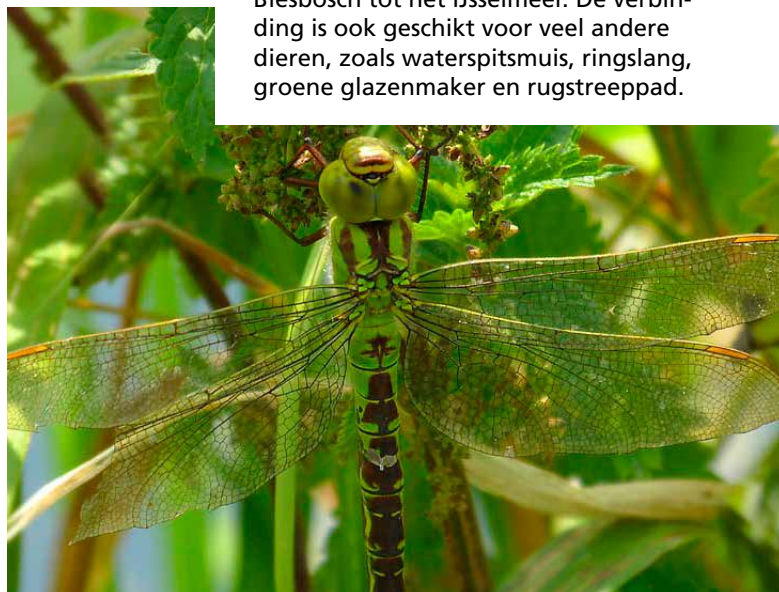 Biesbosch tot het IJsselmeer. De verbin-
ding is ook geschikt voor veel andere
dieren, zoals waterspitsmuis, ringslang,
groene glazenmaker en rugstreeppad.